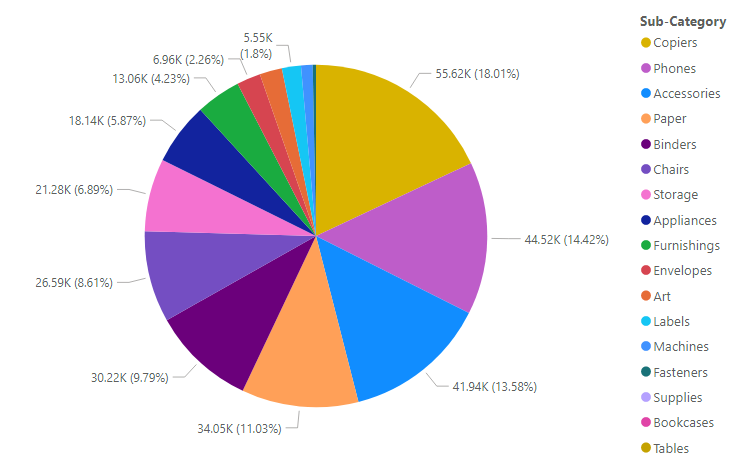 55.62K (18.01%)
44.52K (14.42%)
41.94K (13.58%)
34.05K (11.03%)
30.22K (9.79%)
26.59K (8.61%)
21.28K (6.89%)
18.14K (5.87%)
13.06K (4.23%)
6.96K (2.26%)
5.55K
(1.8%)
Sub-Category
Copiers
Phones
Accessories
Paper
Binders
Chairs
Storage
Appliances
Furnishings
Envelopes
Art
Labels
Machines
Fasteners
Supplies
Bookcases
Tables